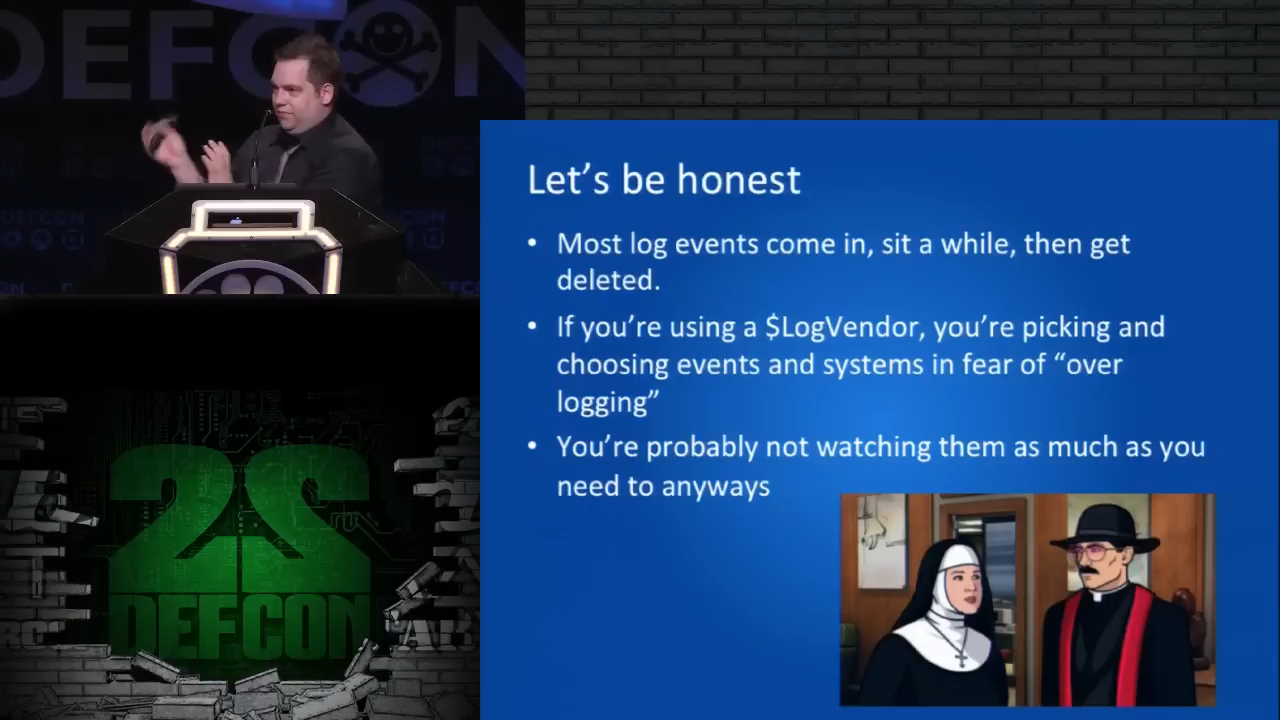 DEFCON
Let's be honest
• Most log events come in, sit a while, then get
deleted.
• If you're using a $LogVendor, you're picking and
choosing events and systems in fear of “over
logging”
• You're probably not watching them as much as you
need to anyways
22
DEFCON